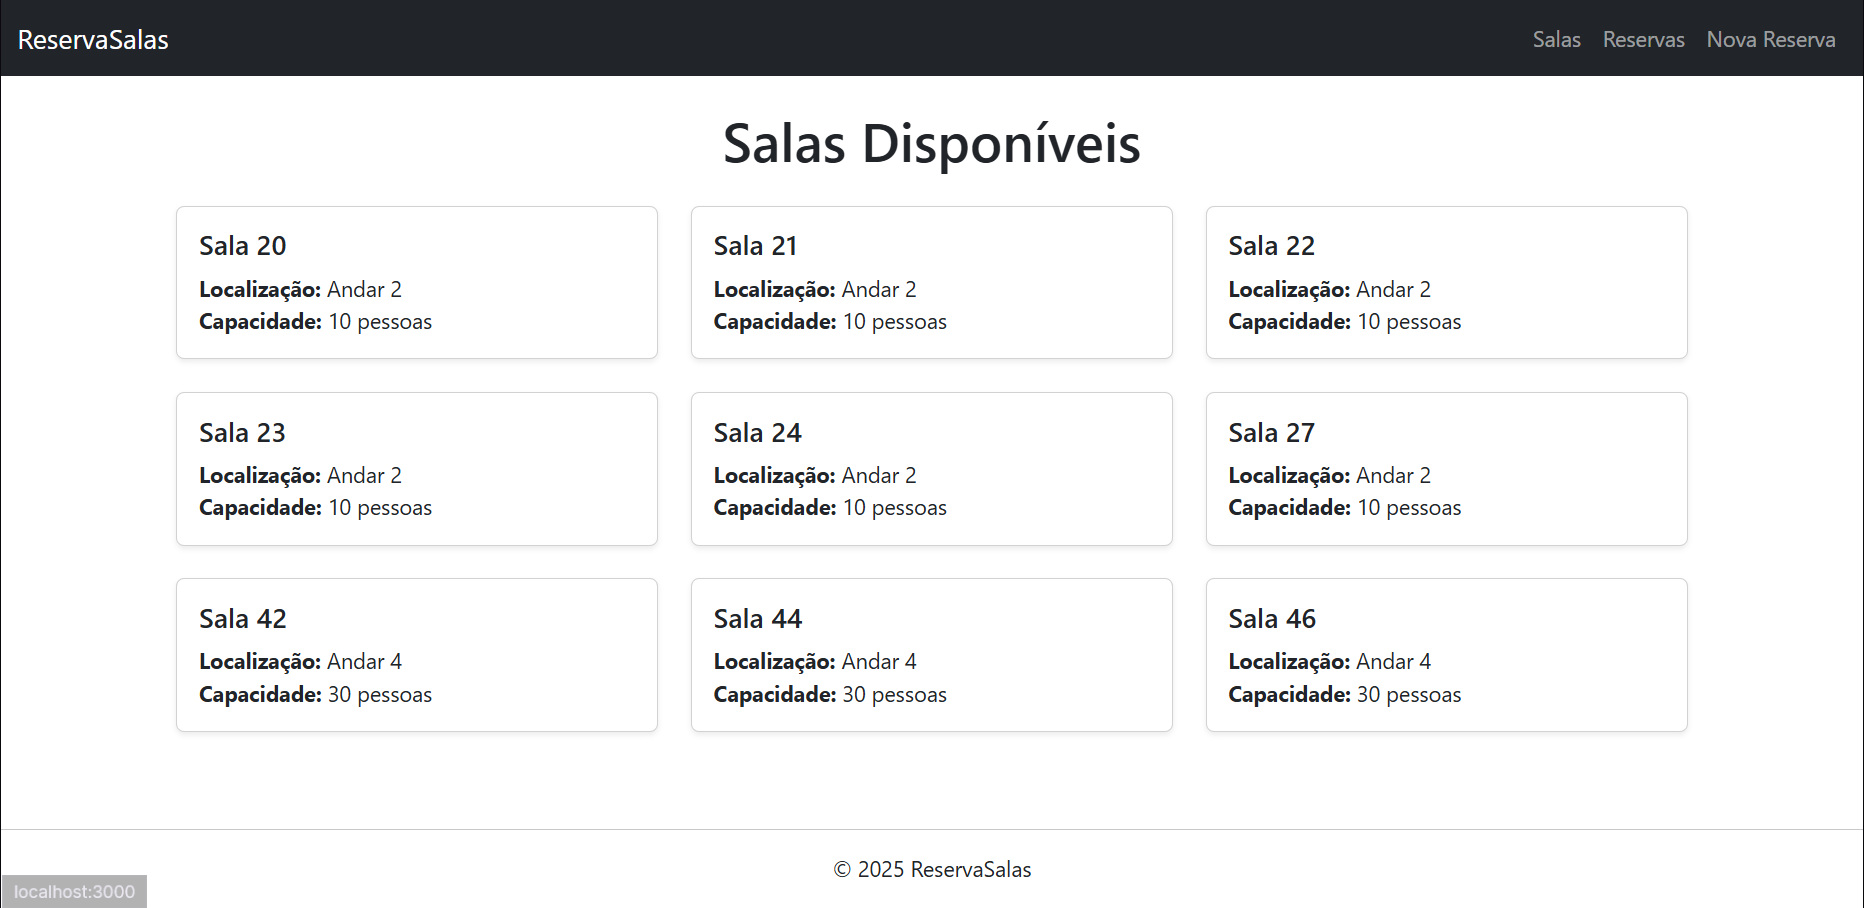 ReservaSalas
Salas Reservas Nova Reserva
Salas Disponíveis
Sala 20
Localização: Andar 2
Capacidade: 10 pessoas
Sala 21
Localização: Andar 2
Capacidade: 10 pessoas
Sala 22
Localização: Andar 2
Capacidade: 10 pessoas
Sala 23
Localização: Andar 2
Capacidade: 10 pessoas
Sala 24
Localização: Andar 2
Capacidade: 10 pessoas
Sala 27
Localização: Andar 2
Capacidade: 10 pessoas
Sala 42
Localização: Andar 4
Capacidade: 30 pessoas
Sala 44
Localização: Andar 4
Capacidade: 30 pessoas
Sala 46
Localização: Andar 4
Capacidade: 30 pessoas
© 2025 ReservaSalas
localhost:3000